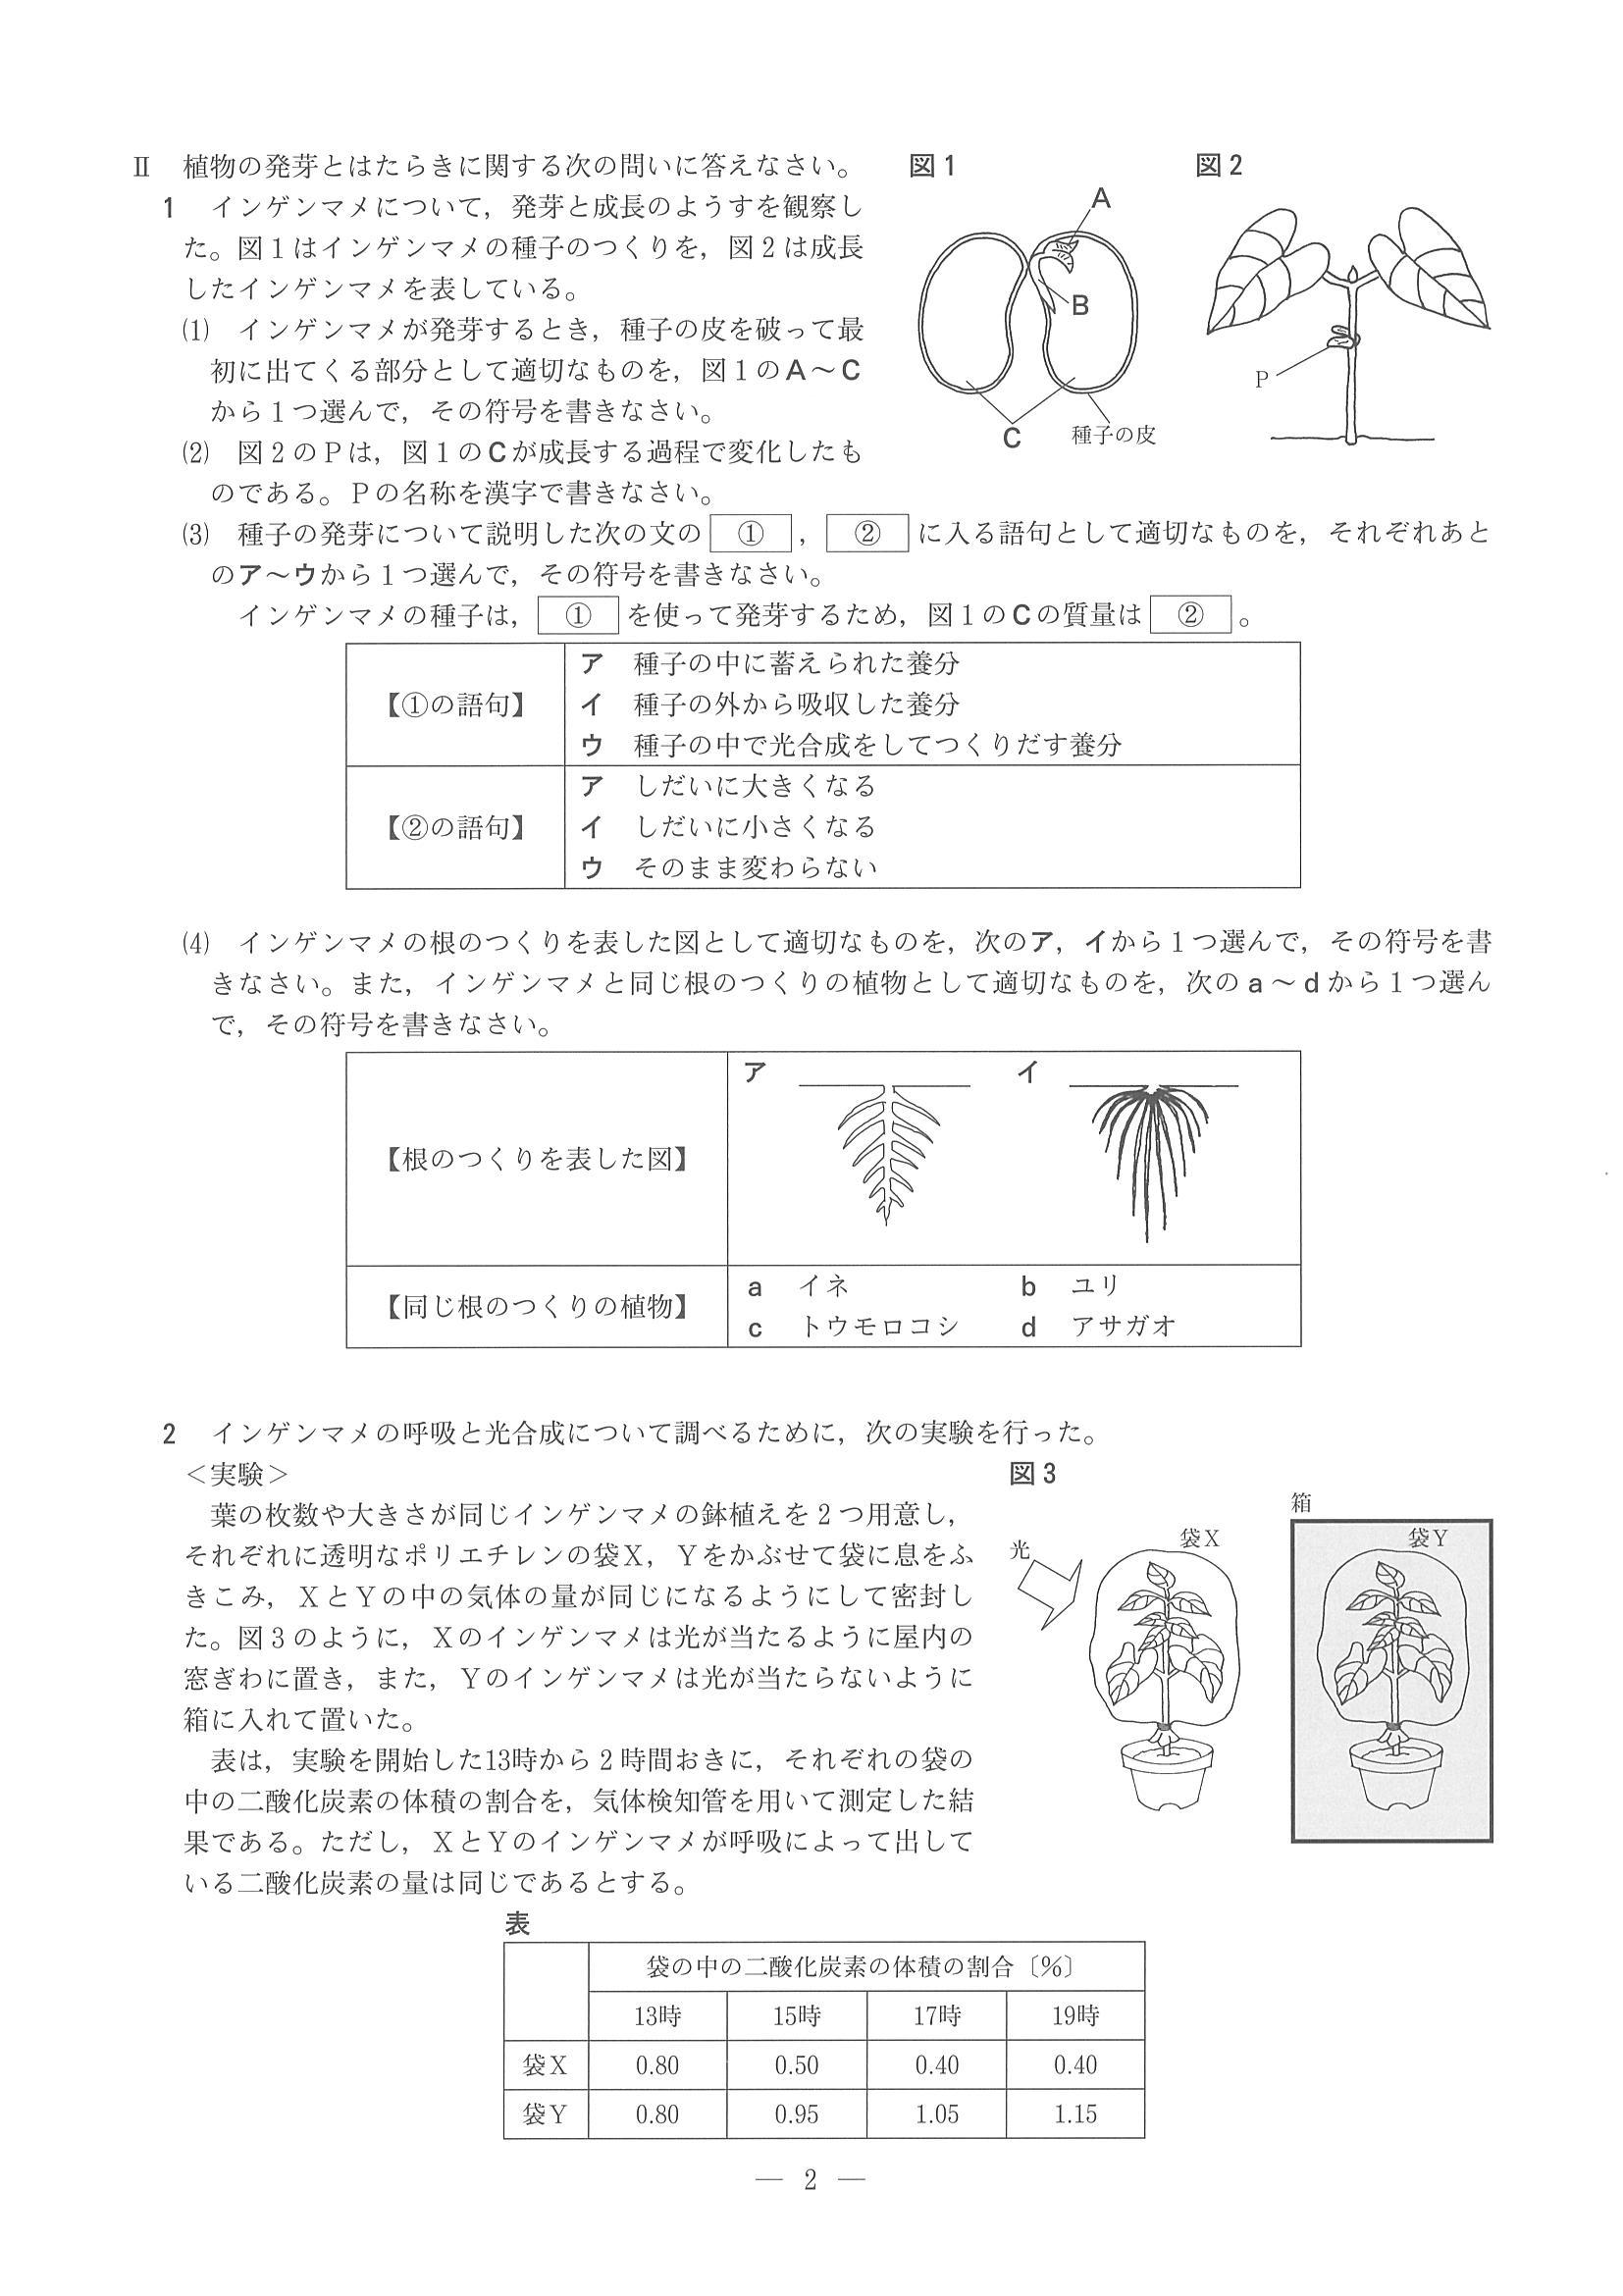 Ⅱ 植物の発芽とはたらきに関する次の問いに答えなさい。
1 インゲンマメについて，発芽と成長のようすを観察し
た。図1はインゲンマメの種子のつくりを，図2は成長
したインゲンマメを表している。
⑴ インゲンマメが発芽するとき，種子の皮を破って最
初に出てくる部分として適切なものを，図1のA～C
から1つ選んで，その符号を書きなさい。
⑵ 図2のPは，図1のCが成長する過程で変化したも
のである。Pの名称を漢字で書きなさい。
図1
A
B
C
種子の皮
図2
P
⑶ 種子の発芽について説明した次の文の ① ， ② に入る語句として適切なものを，それぞれあと
のア～ウから1つ選んで，その符号を書きなさい。
インゲンマメの種子は， ① を使って発芽するため，図1のCの質量は ② 。
【①の語句】
ア 種子の中に蓄えられた養分
イ 種子の外から吸収した養分
ウ 種子の中で光合成をしてつくりだす養分
【②の語句】
ア しだいに大きくなる
イ しだいに小さくなる
ウ そのまま変わらない
⑷ インゲンマメの根のつくりを表した図として適切なものを，次のア，イから1つ選んで，その符号を書
きなさい。また，インゲンマメと同じ根のつくりの植物として適切なものを，次のa～dから1つ選ん
で，その符号を書きなさい。
【根のつくりを表した図】
ア イ
【同じ根のつくりの植物】
a イネ b ユリ
c トウモロコシ d アサガオ
2 インゲンマメの呼吸と光合成について調べるために，次の実験を行った。
＜実験＞
葉の枚数や大きさが同じインゲンマメの鉢植えを2つ用意し，
それぞれに透明なポリエチレンの袋X，Yをかぶせて袋に息をふ
きこみ，XとYの中の気体の量が同じになるようにして密封し
た。図3のように，Xのインゲンマメは光が当たるように屋内の
窓ぎわに置き，また，Yのインゲンマメは光が当たらないように
箱に入れて置いた。
表は，実験を開始した13時から2時間おきに，それぞれの袋の
中の二酸化炭素の体積の割合を，気体検知管を用いて測定した結
果である。ただし，XとYのインゲンマメが呼吸によって出して
いる二酸化炭素の量は同じであるとする。
図3
光
袋X
箱
袋Y
表
袋の中の二酸化炭素の体積の割合〔%〕
13時 15時 17時 19時
袋X 0.80 0.50 0.40 0.40
袋Y 0.80 0.95 1.05 1.15
― 2 ―